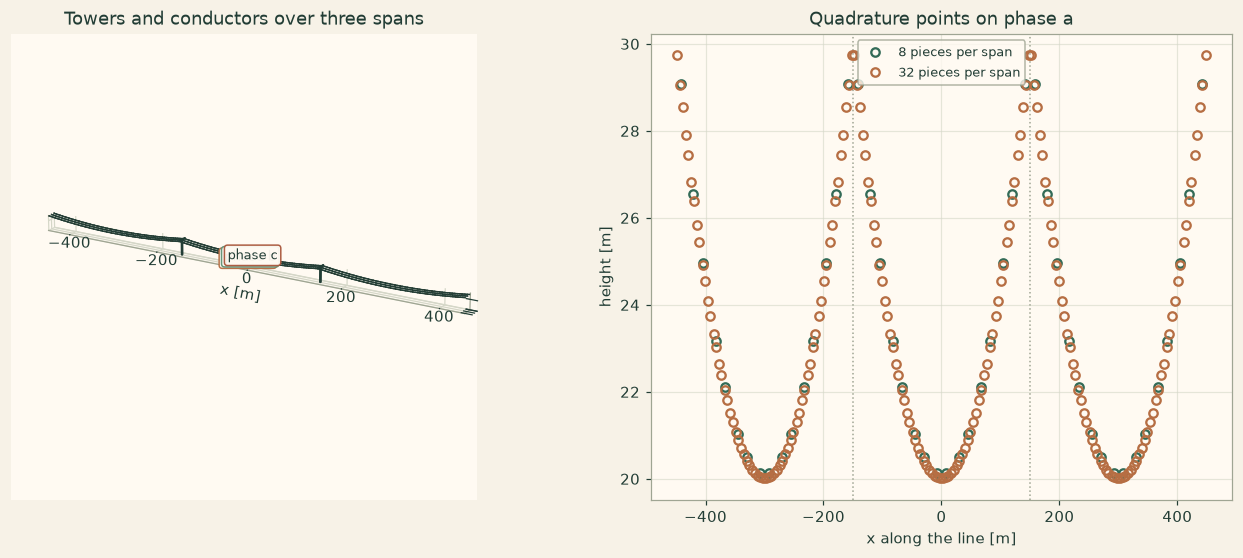 Towers and conductors over three spans
−400
−200
0
200
400
x [m]
phase c
Quadrature points on phase a
8 pieces per span
32 pieces per span
30
28
26
24
22
20
height [m]
−400
−200
0
200
400
x along the line [m]